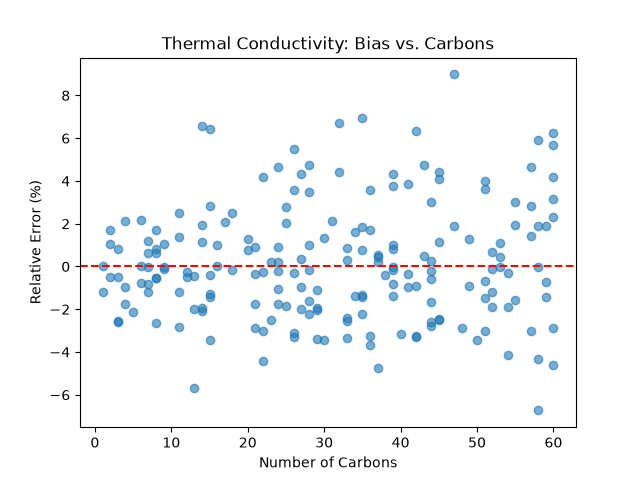 Thermal Conductivity: Bias vs. Carbons
Relative Error (%)
8
6
4
2
0
−2
−4
−6
0 10 20 30 40 50 60
Number of Carbons